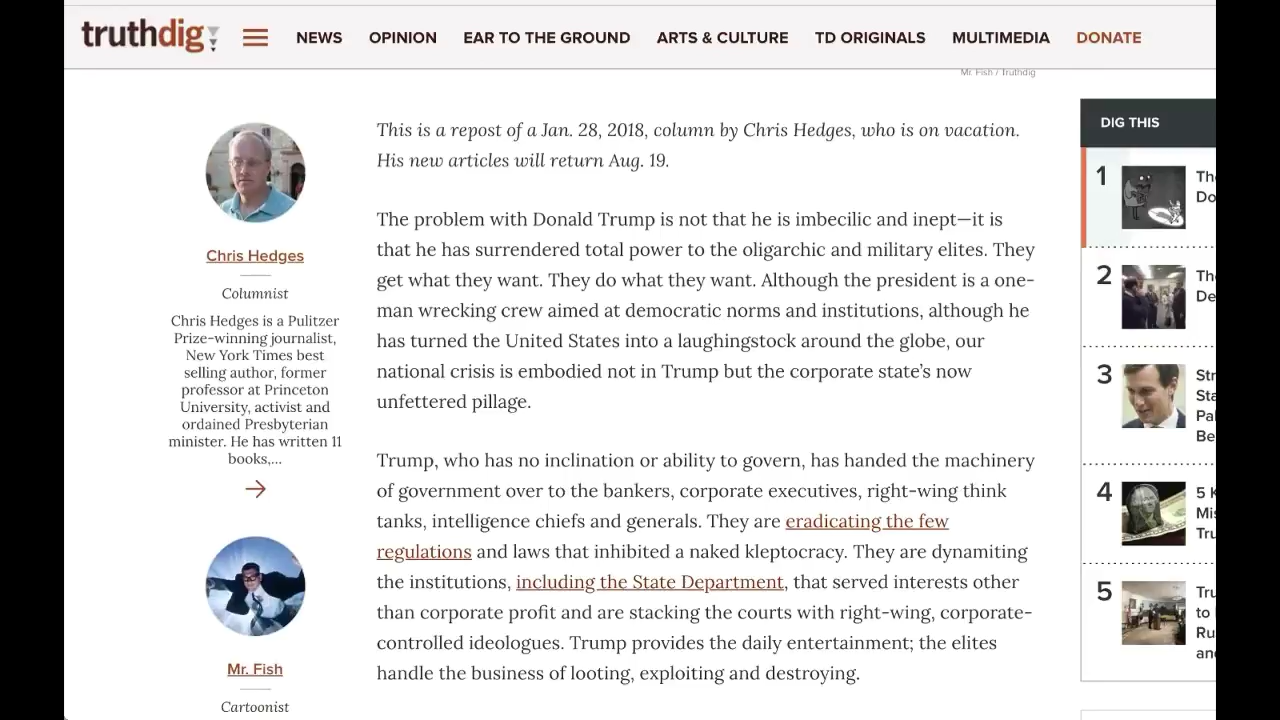 truthdig
NEWS OPINION EAR TO THE GROUND ARTS & CULTURE TD ORIGINALS MULTIMEDIA DONATE
Mr. Fish / Truthdig
Chris Hedges
Columnist
Chris Hedges is a Pulitzer
Prize-winning journalist,
New York Times best
selling author, former
professor at Princeton
University, activist and
ordained Presbyterian
minister. He has written 11
books,...
Mr. Fish
Cartoonist
This is a repost of a Jan. 28, 2018, column by Chris Hedges, who is on vacation.
His new articles will return Aug. 19.
The problem with Donald Trump is not that he is imbecilic and inept—it is
that he has surrendered total power to the oligarchic and military elites. They
get what they want. They do what they want. Although the president is a one-
man wrecking crew aimed at democratic norms and institutions, although he
has turned the United States into a laughingstock around the globe, our
national crisis is embodied not in Trump but the corporate state's now
unfettered pillage.
Trump, who has no inclination or ability to govern, has handed the machinery
of government over to the bankers, corporate executives, right-wing think
tanks, intelligence chiefs and generals. They are eradicating the few
regulations and laws that inhibited a naked kleptocracy. They are dynamiting
the institutions, including the State Department, that served interests other
than corporate profit and are stacking the courts with right-wing, corporate-
controlled ideologues. Trump provides the daily entertainment; the elites
handle the business of looting, exploiting and destroying.
DIG THIS
1
2
3
4
5